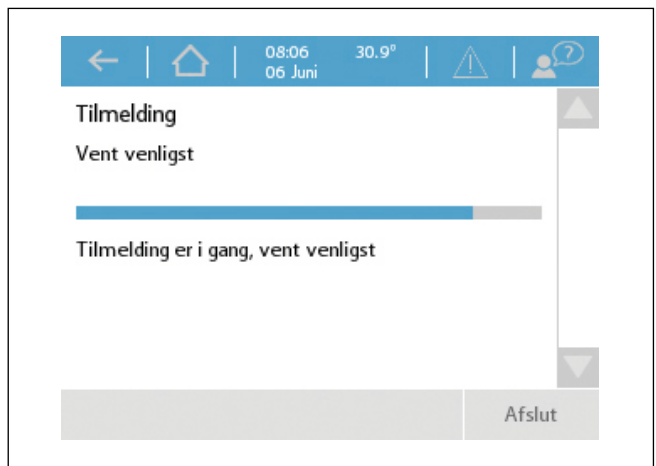 08:06 30.9°
06 Juni
?
Tilmelding
Vent venligst
Tilmelding er i gang, vent venligst
Afslut